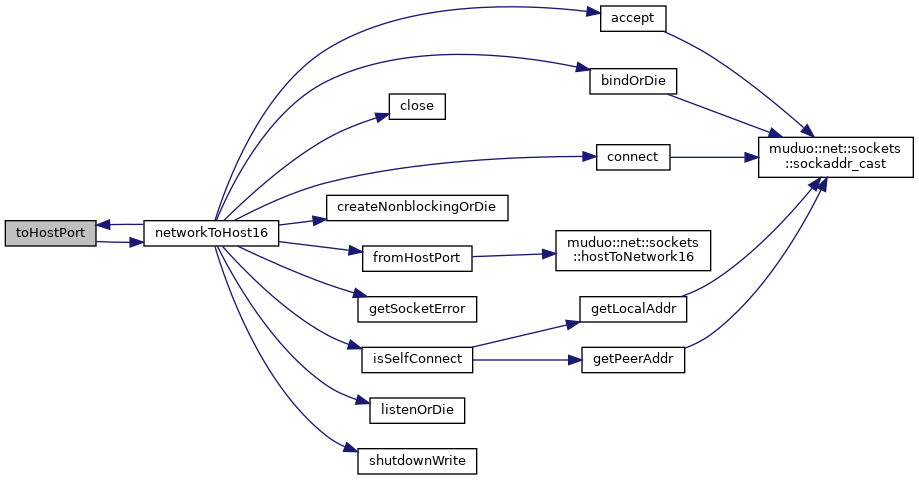 accept
bindOrDie
close
muduo::net::sockets
::sockaddr_cast
connect
createNonblockingOrDie
toHostPort
networkToHost16
fromHostPort
muduo::net::sockets
::hostToNetwork16
getSocketError
getLocalAddr
isSelfConnect
getPeerAddr
listenOrDie
shutdownWrite